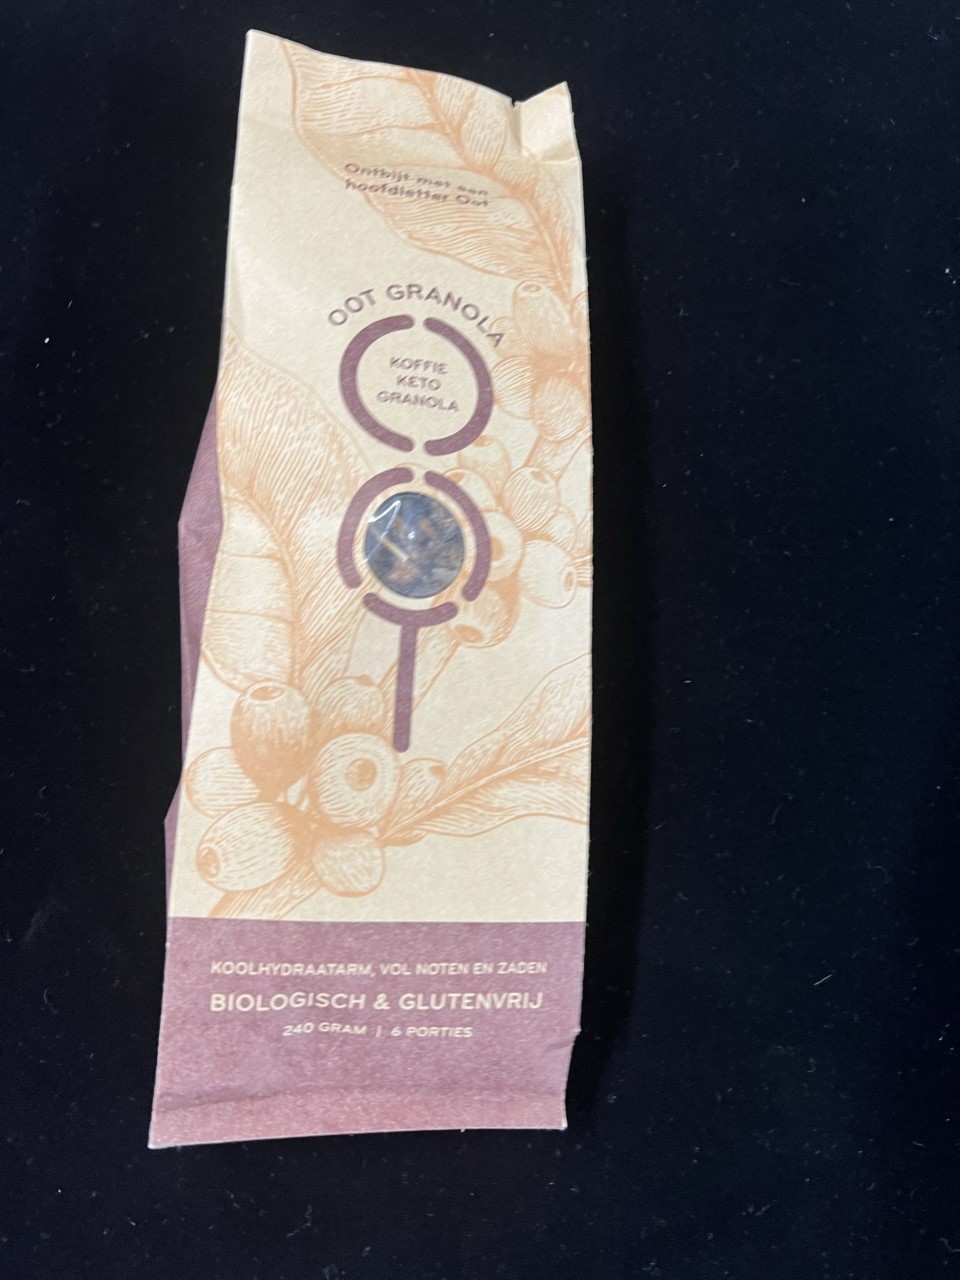 Ontbijt met een
hoofdletter Oot
OOT GRANOLA
KOFFIE
KETO
GRANOLA
KOOLHYDRAATARM, VOL NOTEN EN ZADEN
BIOLOGISCH & GLUTENVRIJ
240 GRAM | 6 PORTIES